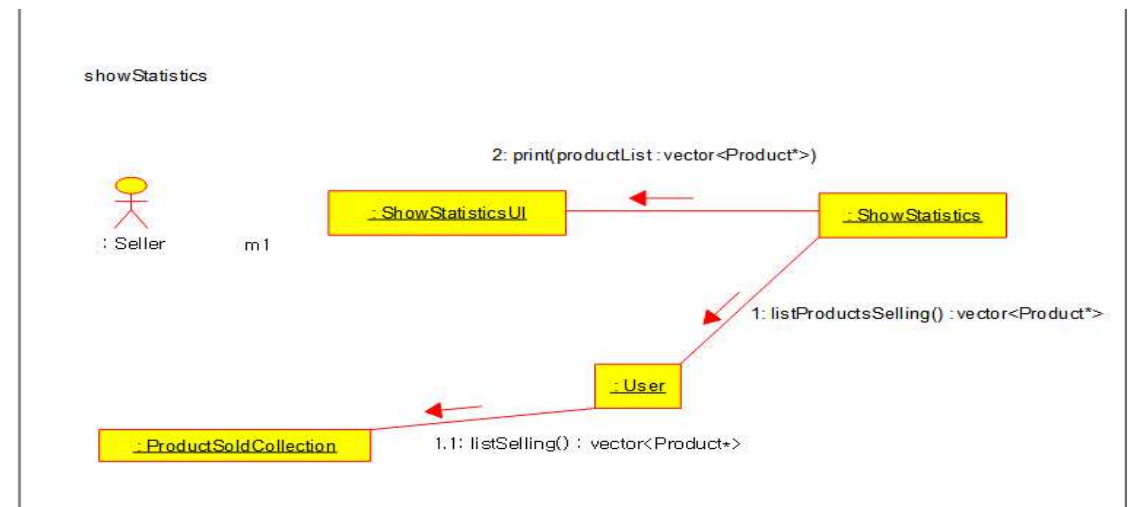 showStatistics
2: print(productList : vector<Product*>)
: ShowStatisticsUI
: ShowStatistics
: Seller
m1
1: listProductsSelling() : vector<Product*>
: User
: ProductSoldCollection
1.1: listSelling() : vector<Product*>